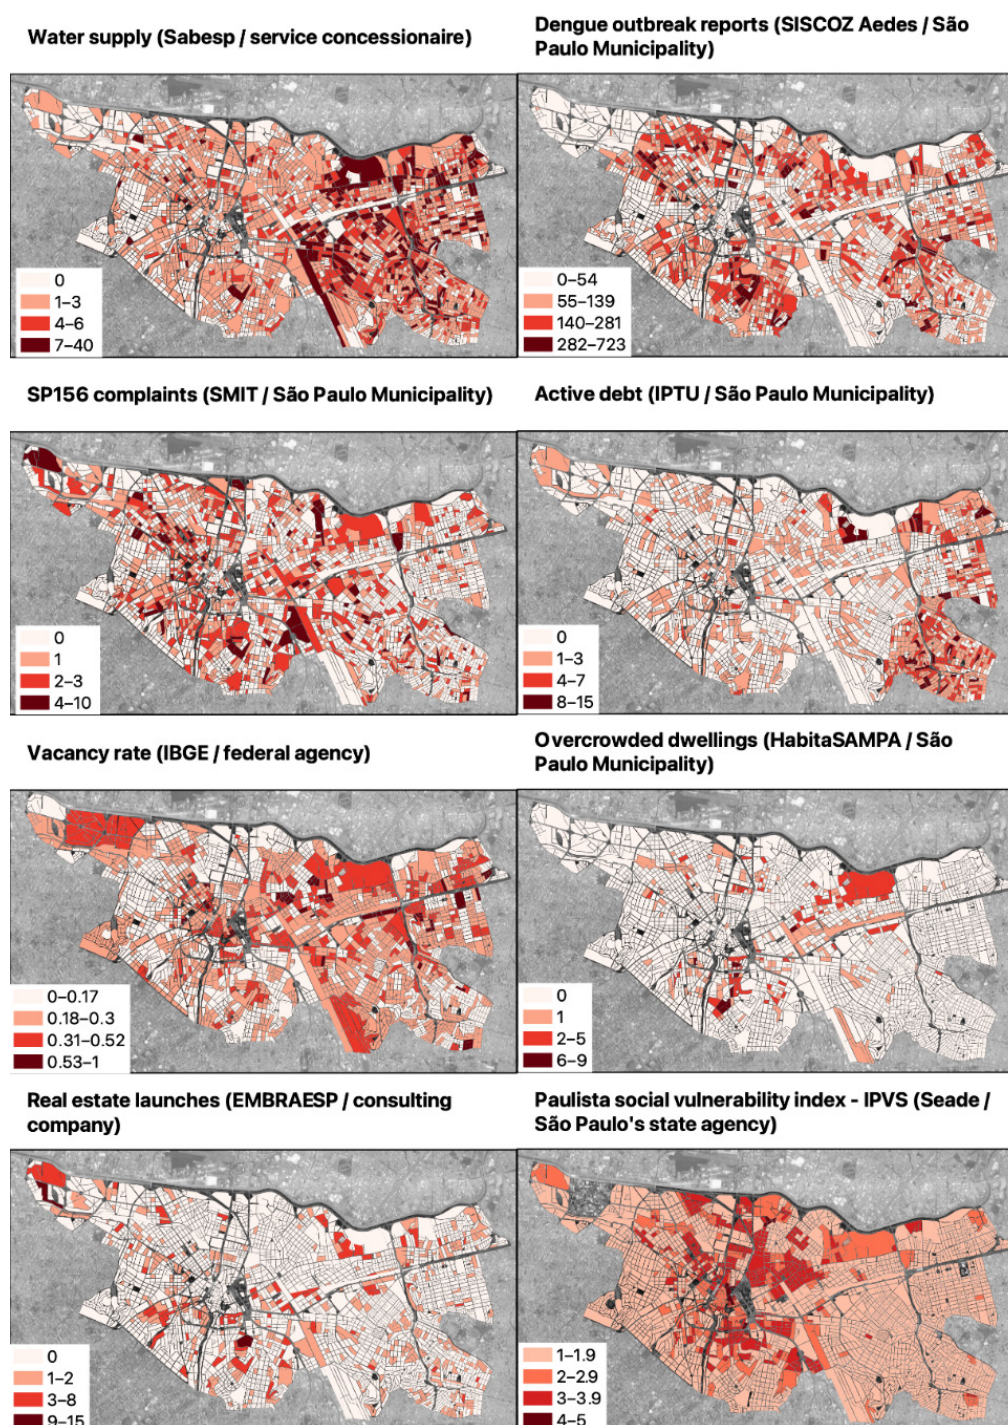 Water supply (Sabesp / service concessionaire)
0
1–3
4–6
7–40
Dengue outbreak reports (SISCOZ Aedes / São
Paulo Municipality)
0–54
55–139
140–281
282–723
SP156 complaints (SMIT / São Paulo Municipality)
0
1
2–3
4–10
Active debt (IPTU / São Paulo Municipality)
0
1–3
4–7
8–15
Vacancy rate (IBGE / federal agency)
0–0.17
0.18–0.3
0.31–0.52
0.53–1
Overcrowded dwellings (HabitaSAMPA / São
Paulo Municipality)
0
1
2–5
6–9
Real estate launches (EMBRAESP / consulting
company)
0
1–2
3–8
9–15
Paulista social vulnerability index - IPVS (Seade /
São Paulo's state agency)
1–1.9
2–2.9
3–3.9
4–5